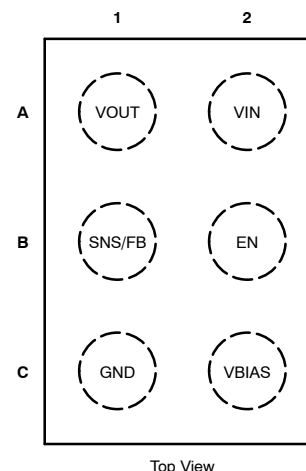 1 2
A VOUT VIN
B SNS/FB EN
C GND VBIAS
Top View